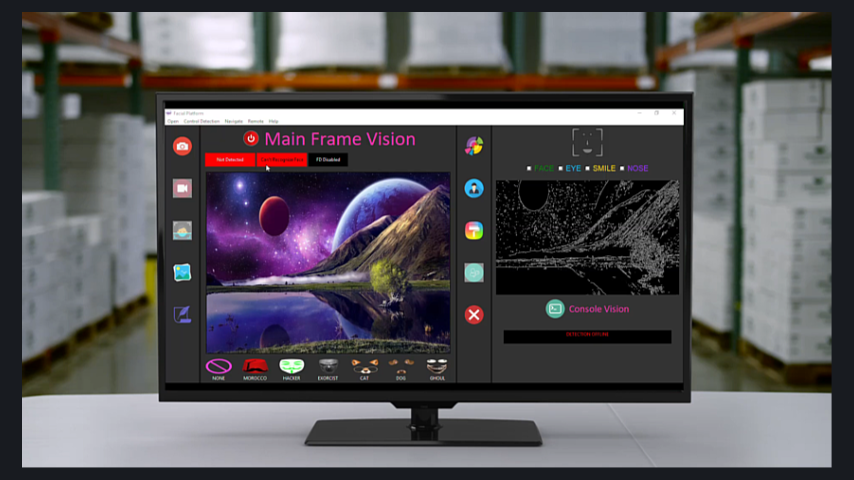 Facial Platform
Open Control Detection Navigate Remote Help
Main Frame Vision
Not Detected
FD Disabled
FACE EYE SMILE NOSE
Console Vision
DETECTION OFFLINE
NONE MOROCCO HACKER EXORCIST CAT DOG GHOUL